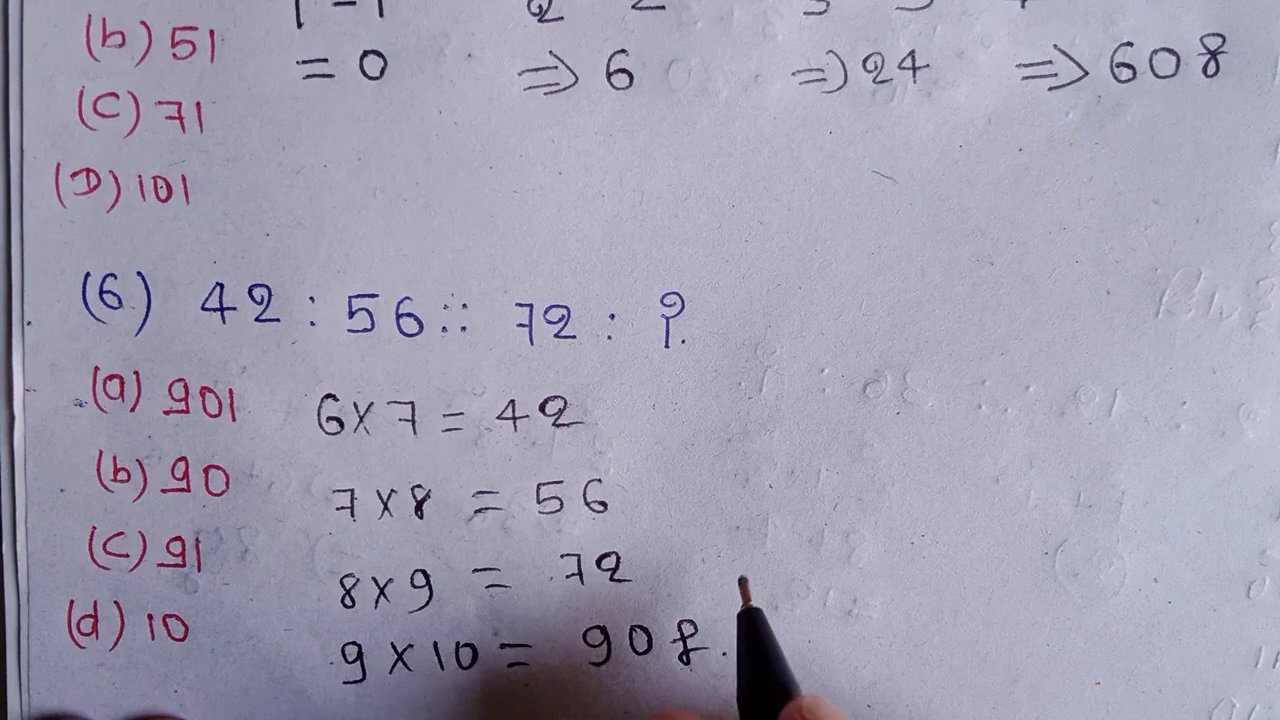 (b) 51 = 0 ⇒ 6 ⇒ 24 ⇒ 608
(C) 71
(D) 101
(6) 42 : 56 :: 72 : ?
(a) 901 6 × 7 = 42
(b) 90 7 × 8 = 56
(C) 91 8 × 9 = 72
(d) 10 9 × 10 = 908.